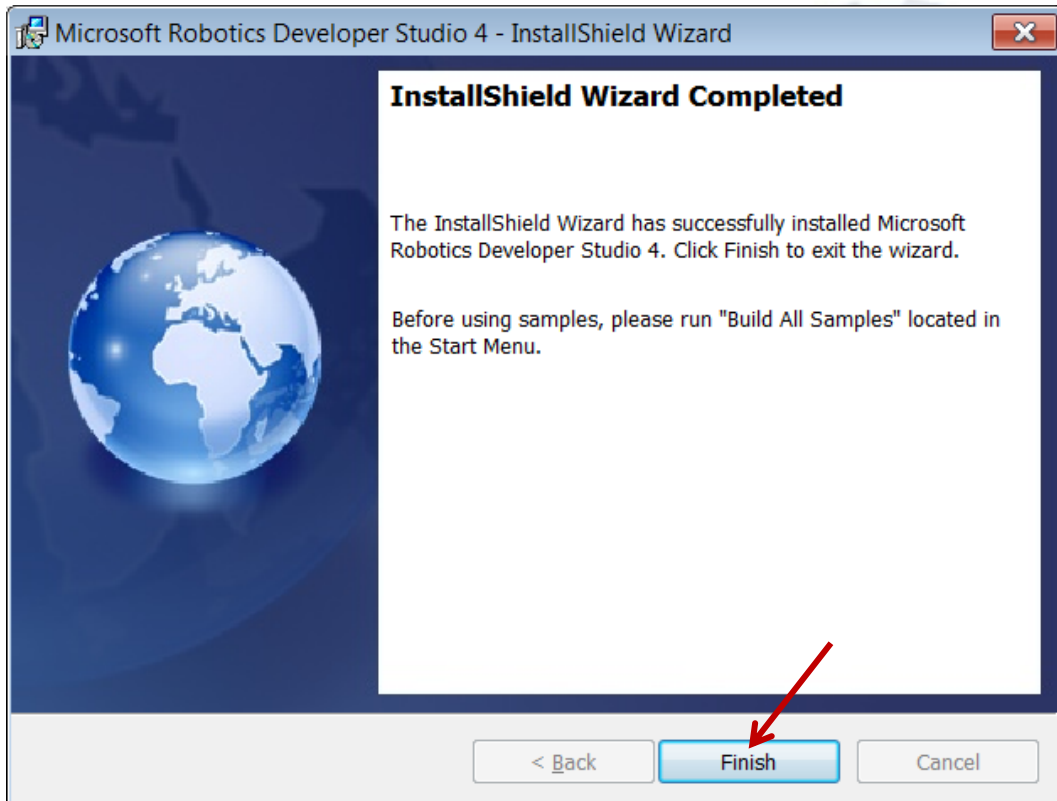 Microsoft Robotics Developer Studio 4 - InstallShield Wizard
InstallShield Wizard Completed
The InstallShield Wizard has successfully installed Microsoft
Robotics Developer Studio 4. Click Finish to exit the wizard.
Before using samples, please run "Build All Samples" located in
the Start Menu.
< Back Finish Cancel